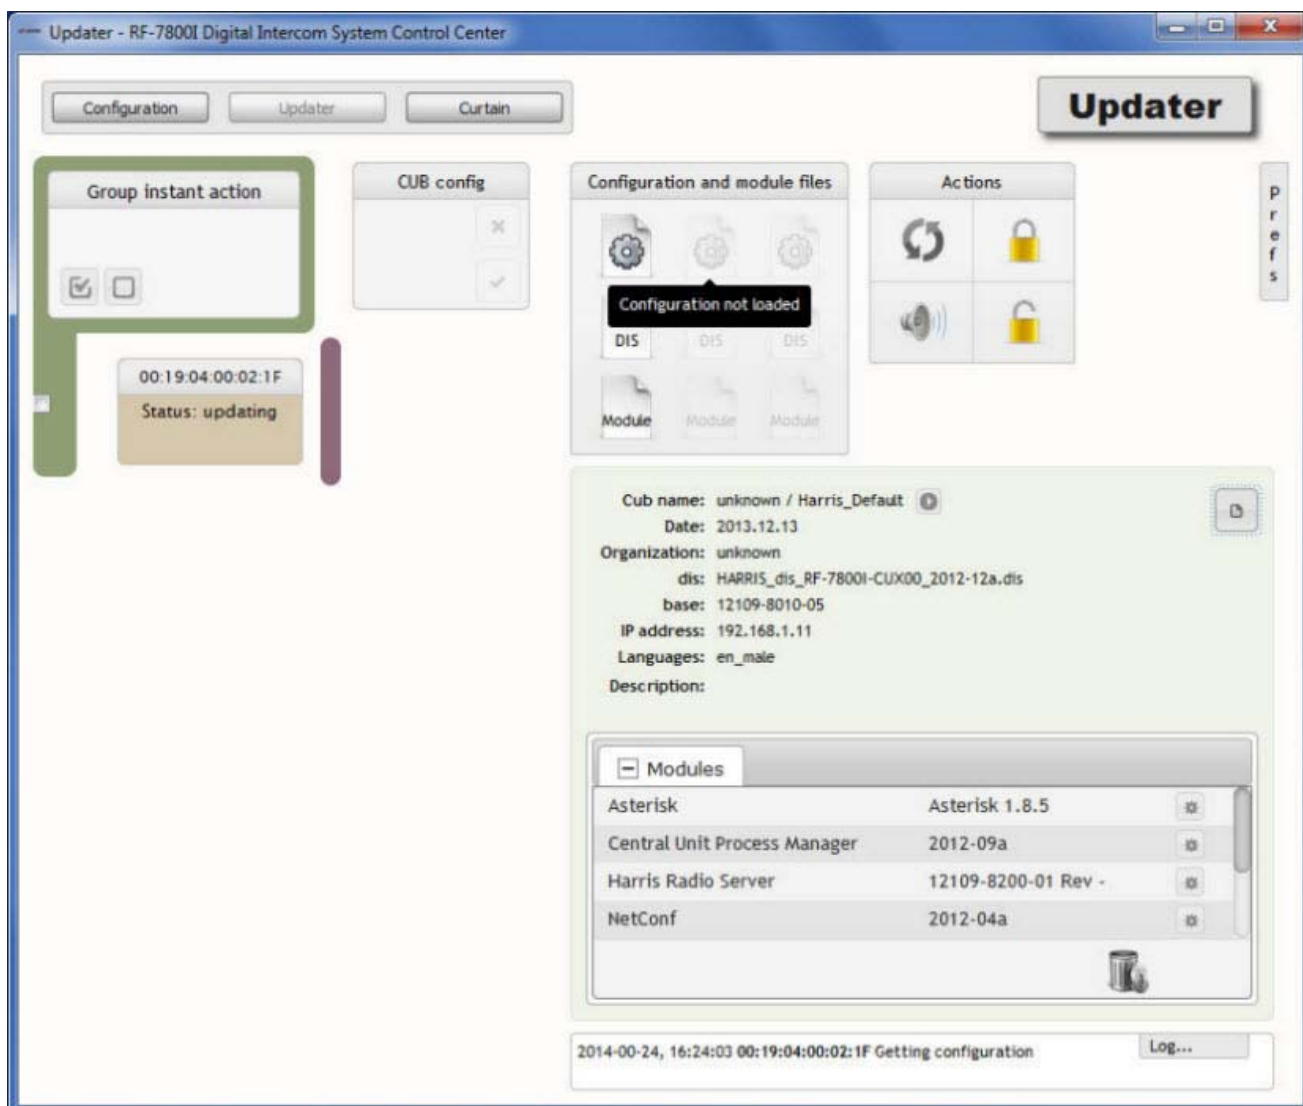 Updater - RF-7800I Digital Intercom System Control Center
Configuration
Updater
Curtain
Updater
Group instant action
CUB config
Configuration and module files
Actions
Prefs
Configuration not loaded
DIS
DIS
DIS
Module
Module
Module
00:19:04:00:02:1F
Status: updating
Cub name: unknown / Harris_Default
Date: 2013.12.13
Organization: unknown
dis: HARRIS_dis_RF-7800I-CUX00_2012-12a.dis
base: 12109-8010-05
IP address: 192.168.1.11
Languages: en_male
Description:
Modules
Asterisk Asterisk 1.8.5
Central Unit Process Manager 2012-09a
Harris Radio Server 12109-8200-01 Rev -
NetConf 2012-04a
2014-00-24, 16:24:03 00:19:04:00:02:1F Getting configuration
Log...